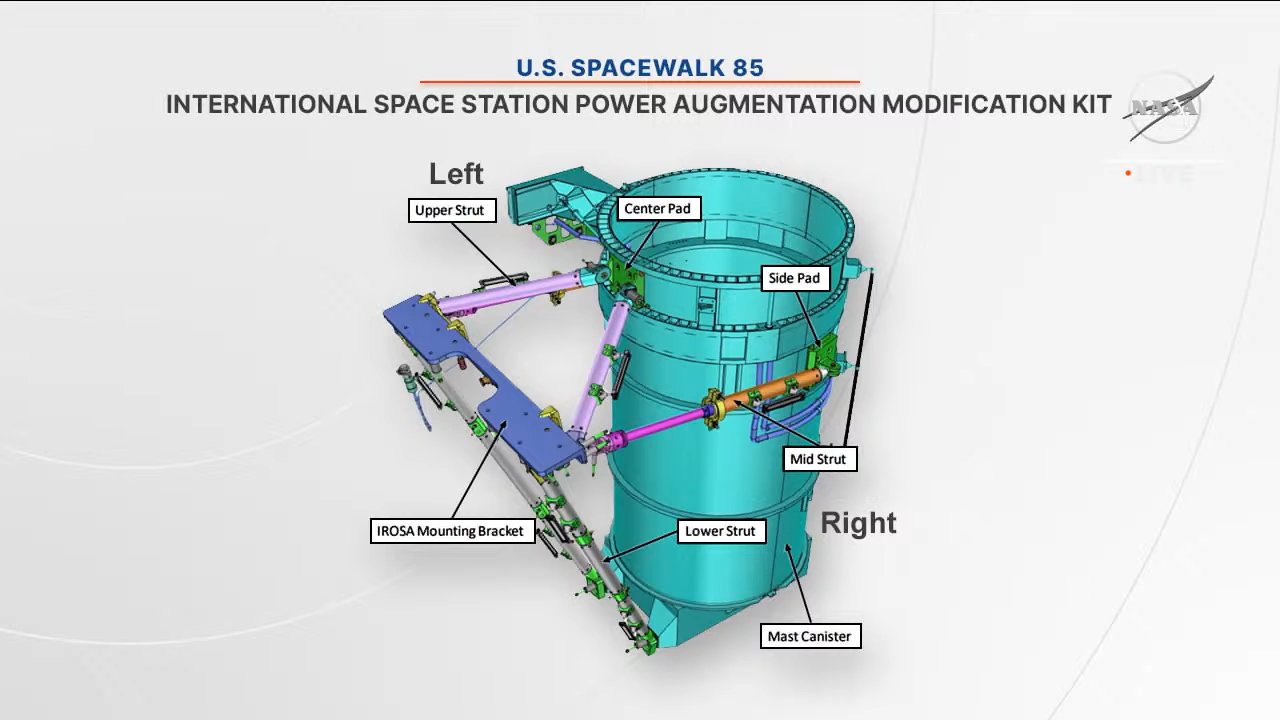 U.S. SPACEWALK 85
INTERNATIONAL SPACE STATION POWER AUGMENTATION MODIFICATION KIT
NASA
LIVE
Left
Upper Strut
Center Pad
Side Pad
Mid Strut
IROSA Mounting Bracket
Lower Strut
Right
Mast Canister